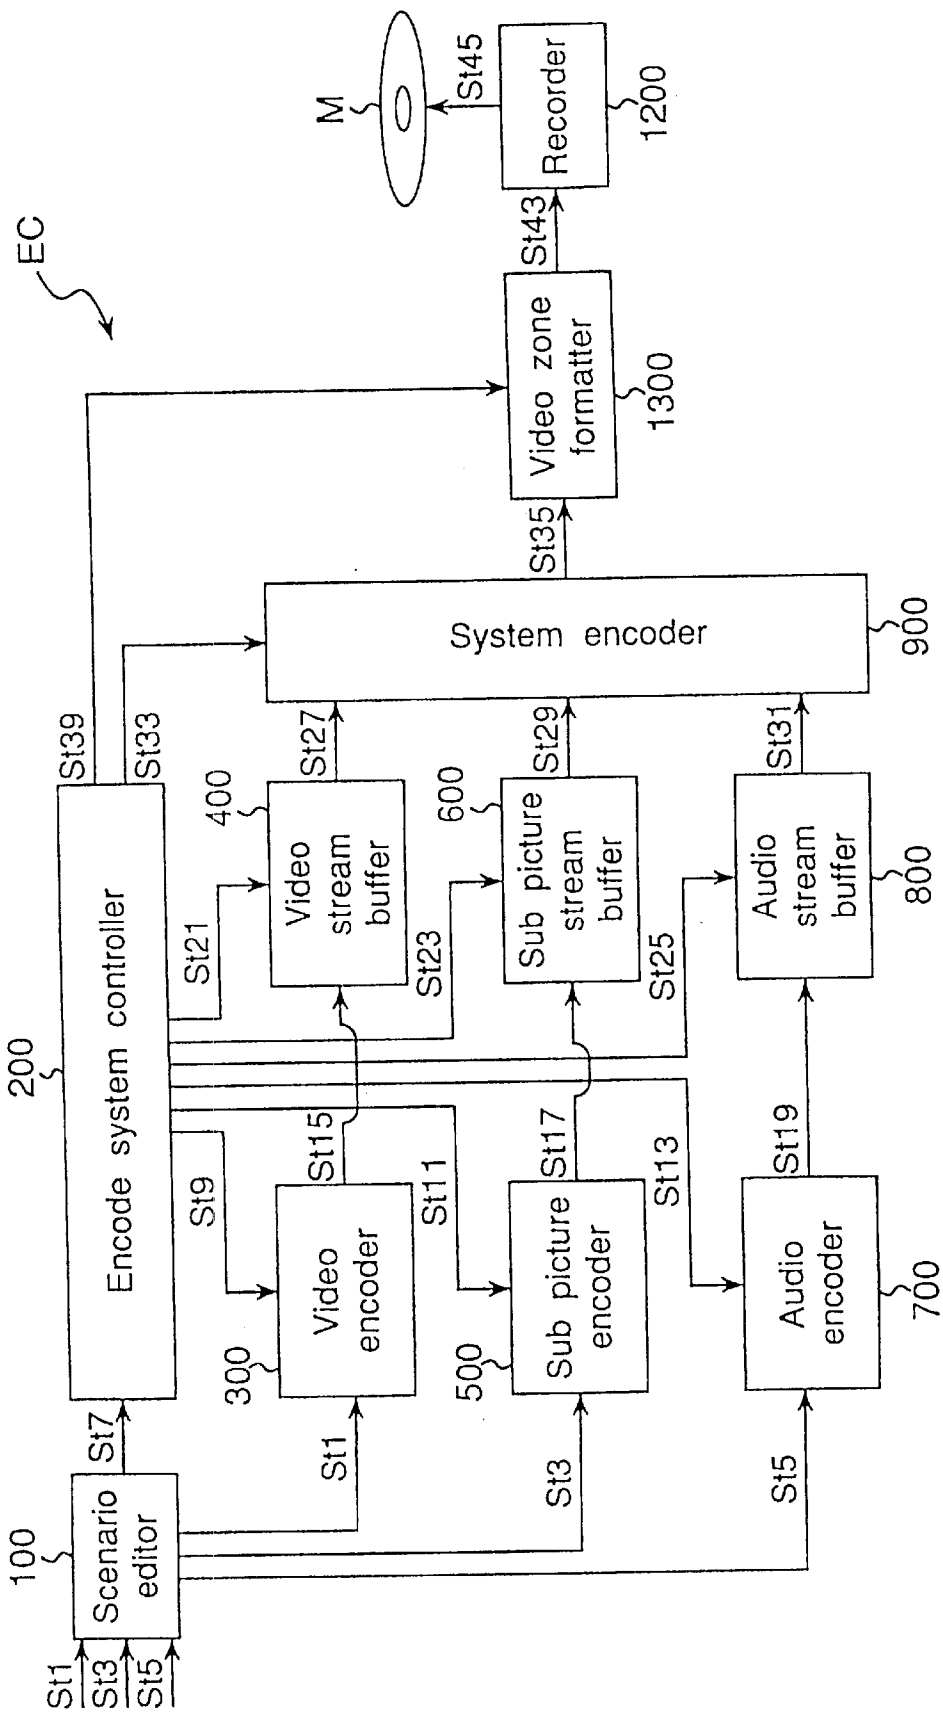 EC
St1
St3
St5
100
Scenario
editor
St7
200
Encode system controller
St39
St33
St9
St11
St13
St21
St23
St25
St1
St3
St5
300
Video
encoder
St15
400
Video
stream
buffer
St27
500
Sub picture
encoder
St17
600
Sub picture
stream
buffer
St29
700
Audio
encoder
St19
800
Audio
stream
buffer
St31
System encoder
900
St35
Video zone
formatter
1300
St43
Recorder
1200
St45
M